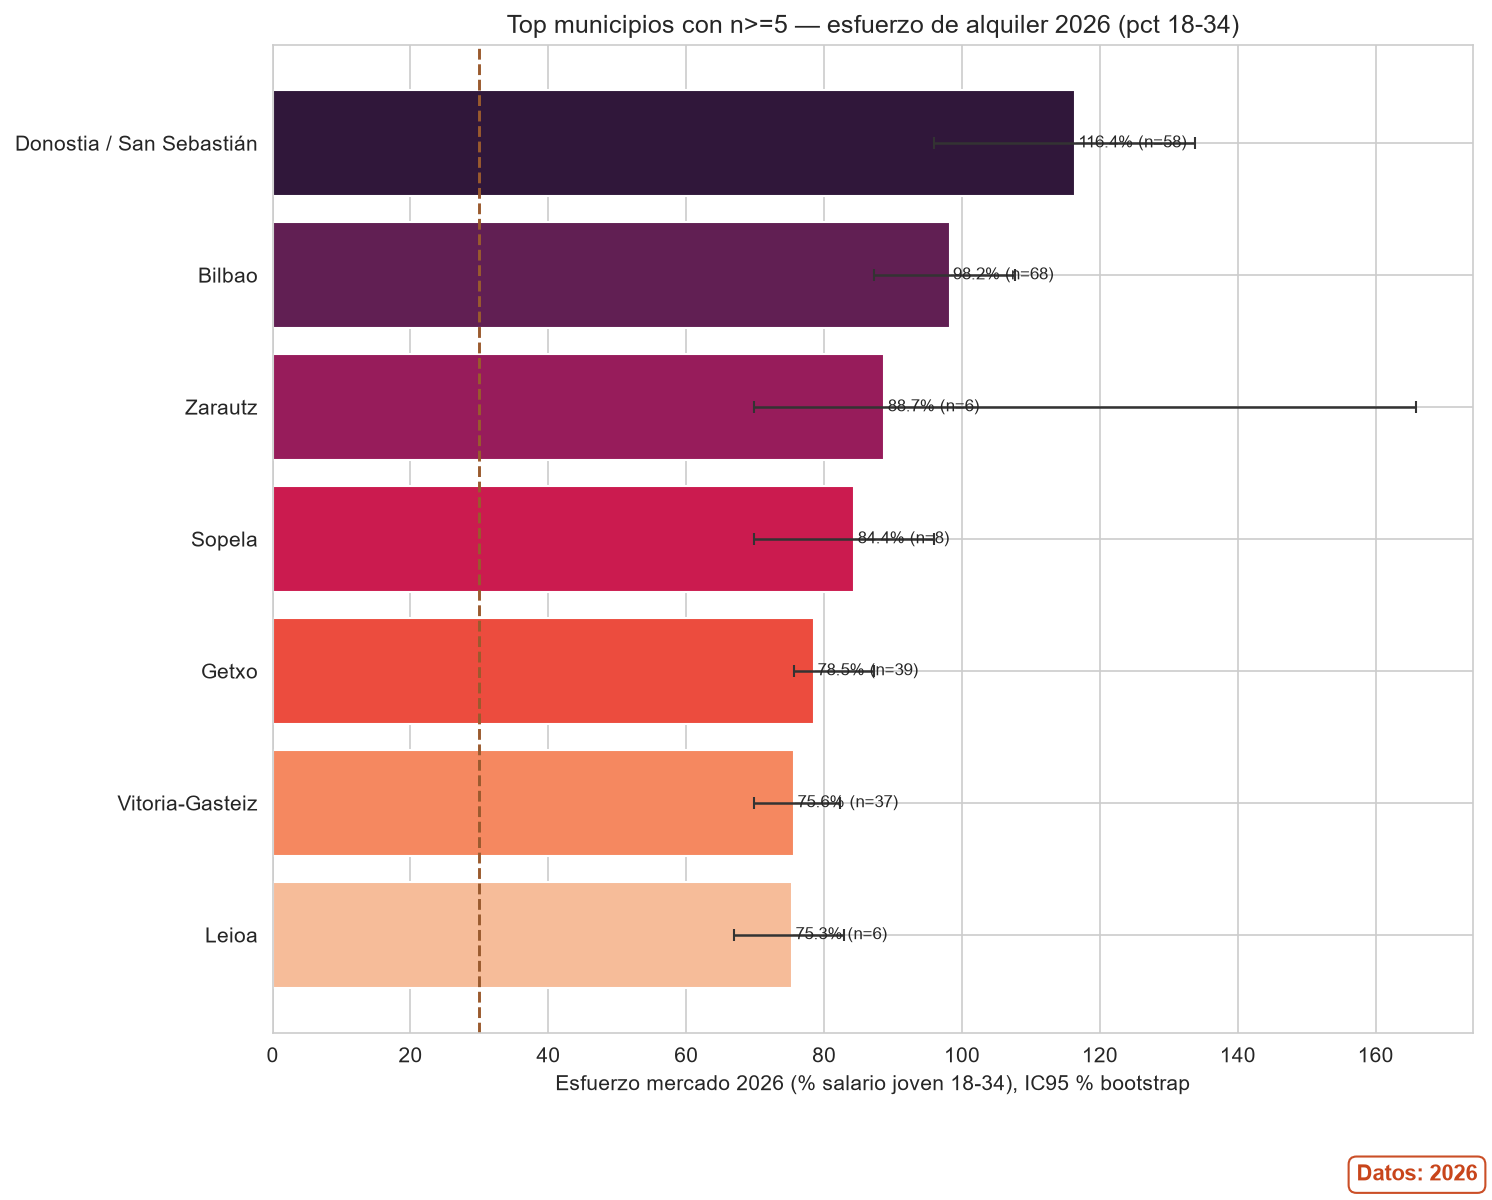 Top municipios con n>=5 — esfuerzo de alquiler 2026 (pct 18-34)
Donostia / San Sebastián
116.4% (n=58)
Bilbao
98.2% (n=68)
Zarautz
88.7% (n=6)
Sopela
84.4% (n=8)
Getxo
78.5% (n=39)
Vitoria-Gasteiz
75.6% (n=37)
Leioa
75.3% (n=6)
0 20 40 60 80 100 120 140 160
Esfuerzo mercado 2026 (% salario joven 18-34), IC95 % bootstrap
Datos: 2026